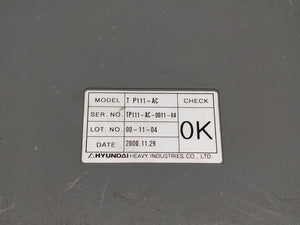 MODEL T P111-AC CHECK
SER. NO. TP111-AC-0011-04
LOT. NO. 00-11-04 OK
DATE 2000.11.29
HYUNDAI HEAVY INDUSTRIES CO., LTD.